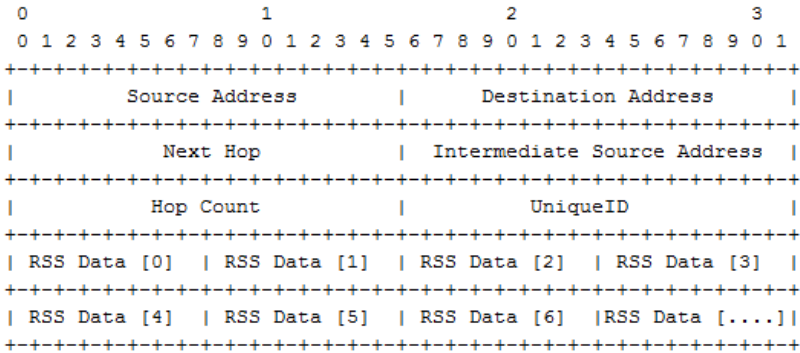 0                   1                   2                   3
 0 1 2 3 4 5 6 7 8 9 0 1 2 3 4 5 6 7 8 9 0 1 2 3 4 5 6 7 8 9 0 1
+-+-+-+-+-+-+-+-+-+-+-+-+-+-+-+-+-+-+-+-+-+-+-+-+-+-+-+-+-+-+-+-+
|         Source Address        |      Destination Address      |
+-+-+-+-+-+-+-+-+-+-+-+-+-+-+-+-+-+-+-+-+-+-+-+-+-+-+-+-+-+-+-+-+
|            Next Hop           |  Intermediate Source Address  |
+-+-+-+-+-+-+-+-+-+-+-+-+-+-+-+-+-+-+-+-+-+-+-+-+-+-+-+-+-+-+-+-+
|           Hop Count           |          UniqueID             |
+-+-+-+-+-+-+-+-+-+-+-+-+-+-+-+-+-+-+-+-+-+-+-+-+-+-+-+-+-+-+-+-+
| RSS Data [0]  | RSS Data [1]  | RSS Data [2]  | RSS Data [3]  |
+-+-+-+-+-+-+-+-+-+-+-+-+-+-+-+-+-+-+-+-+-+-+-+-+-+-+-+-+-+-+-+-+
| RSS Data [4]  | RSS Data [5]  | RSS Data [6]  |RSS Data [....]|
+-+-+-+-+-+-+-+-+-+-+-+-+-+-+-+-+-+-+-+-+-+-+-+-+-+-+-+-+-+-+-+-+